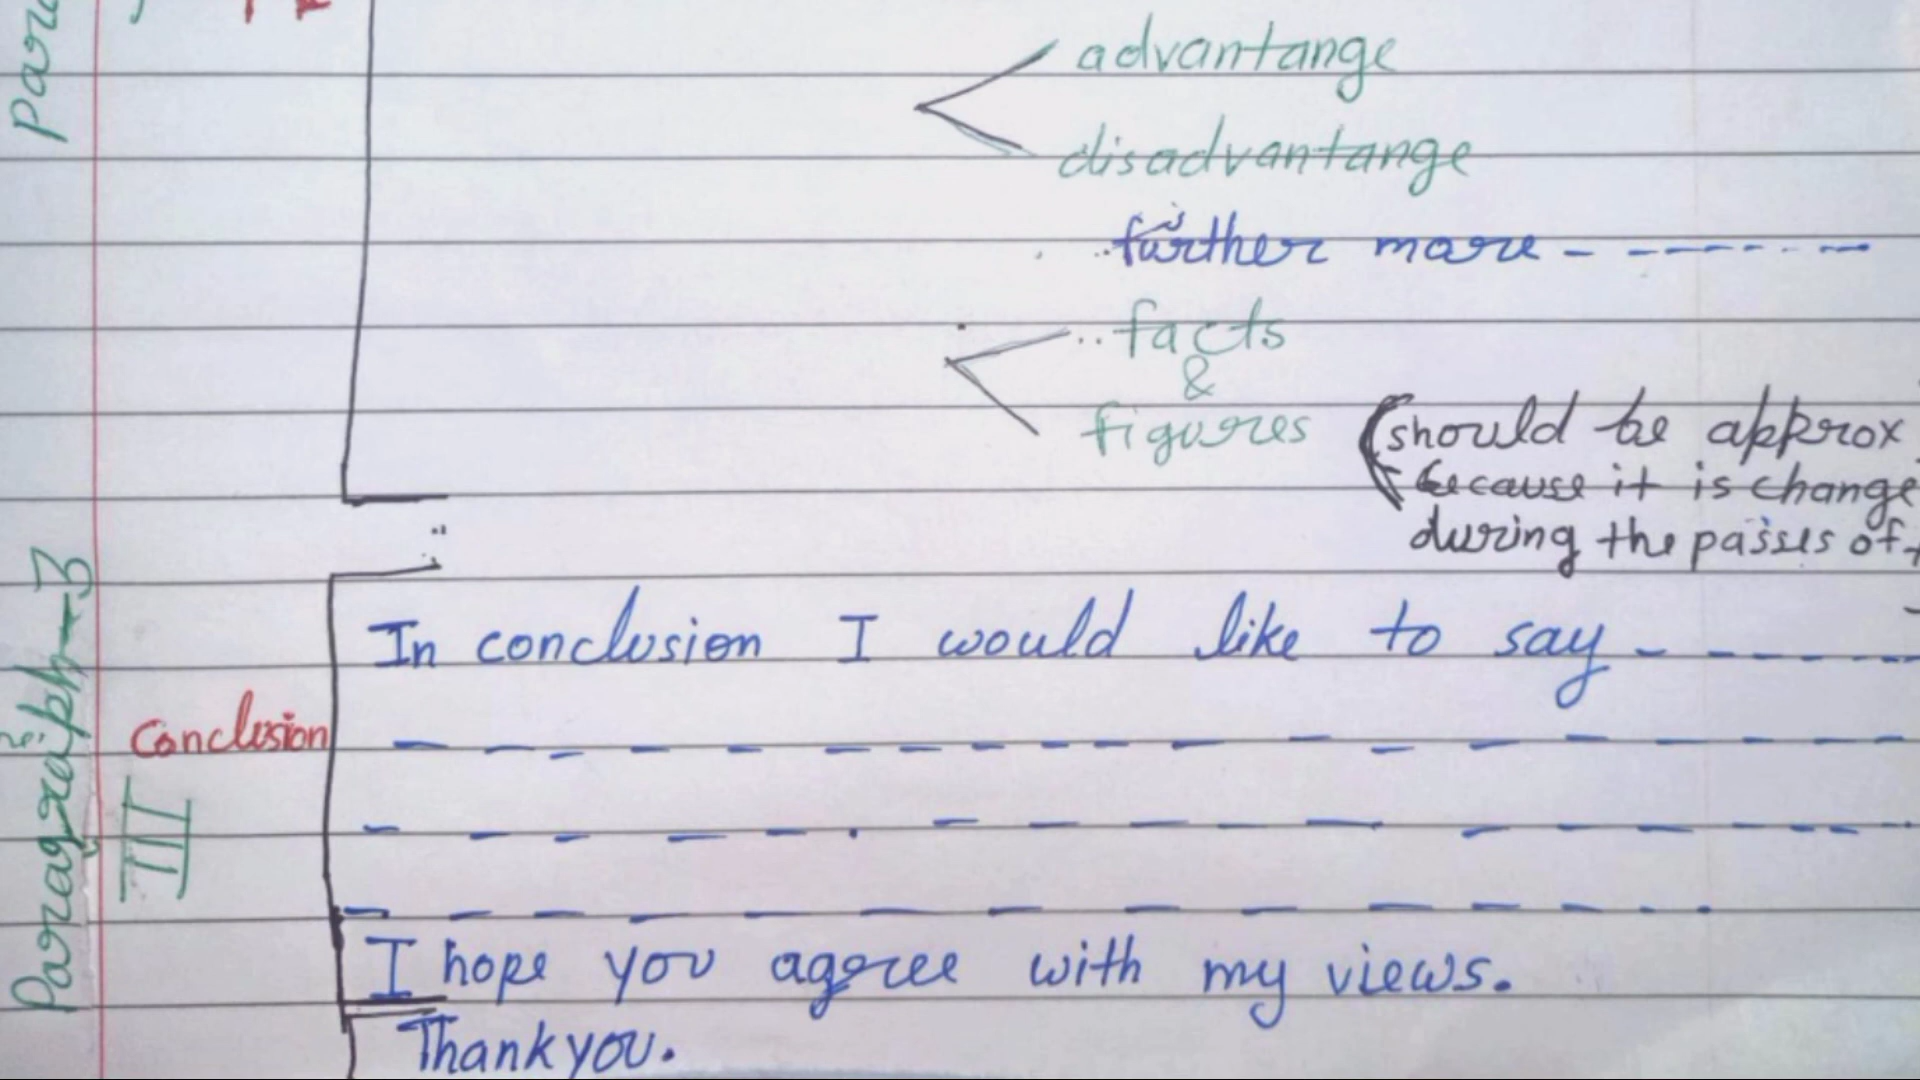 advantange
disadvantange
further more - - - - - - - -
facts
&
figures
(should be approx
because it is change
during the passes of
Paragraph-3
In conclusion I would like to say - - - - - - -
Conclusion
III
I hope you agree with my views.
Thankyou.